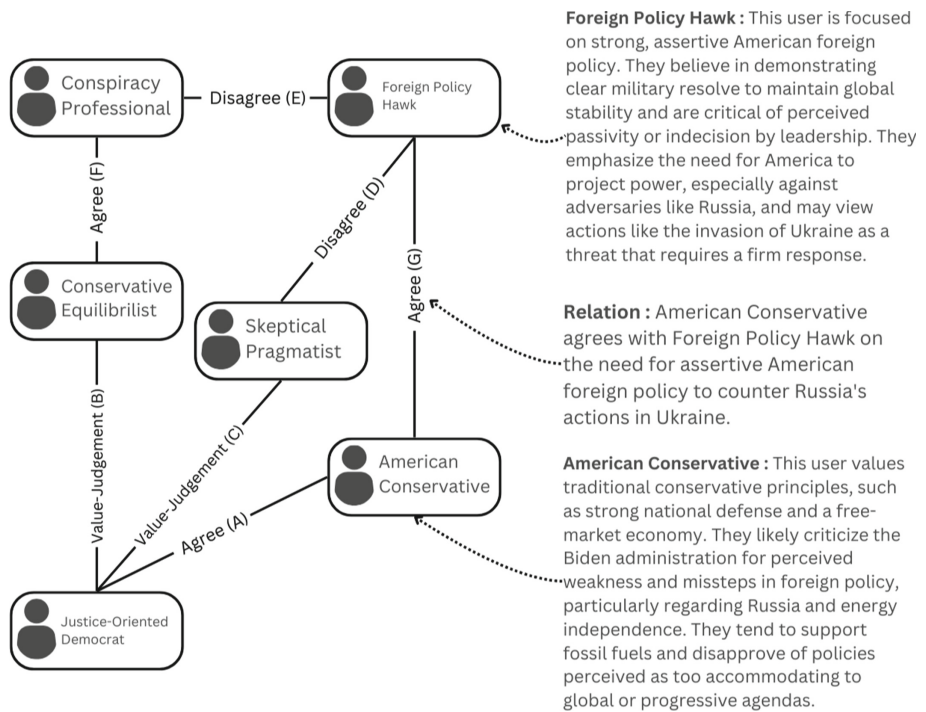 Conspiracy
Professional
Disagree (E)
Foreign Policy
Hawk
Agree (F)
Disagree (D)
Agree (G)
Conservative
Equilibrilist
Skeptical
Pragmatist
Value-Judgement (B)
Value-Judgement (C)
Agree (A)
American
Conservative
Justice-Oriented
Democrat
Foreign Policy Hawk : This user is focused
on strong, assertive American foreign
policy. They believe in demonstrating
clear military resolve to maintain global
stability and are critical of perceived
passivity or indecision by leadership. They
emphasize the need for America to
project power, especially against
adversaries like Russia, and may view
actions like the invasion of Ukraine as a
threat that requires a firm response.
Relation : American Conservative
agrees with Foreign Policy Hawk on
the need for assertive American
foreign policy to counter Russia's
actions in Ukraine.
American Conservative : This user values
traditional conservative principles, such
as strong national defense and a free-
market economy. They likely criticize the
Biden administration for perceived
weakness and missteps in foreign policy,
particularly regarding Russia and energy
independence. They tend to support
fossil fuels and disapprove of policies
perceived as too accommodating to
global or progressive agendas.